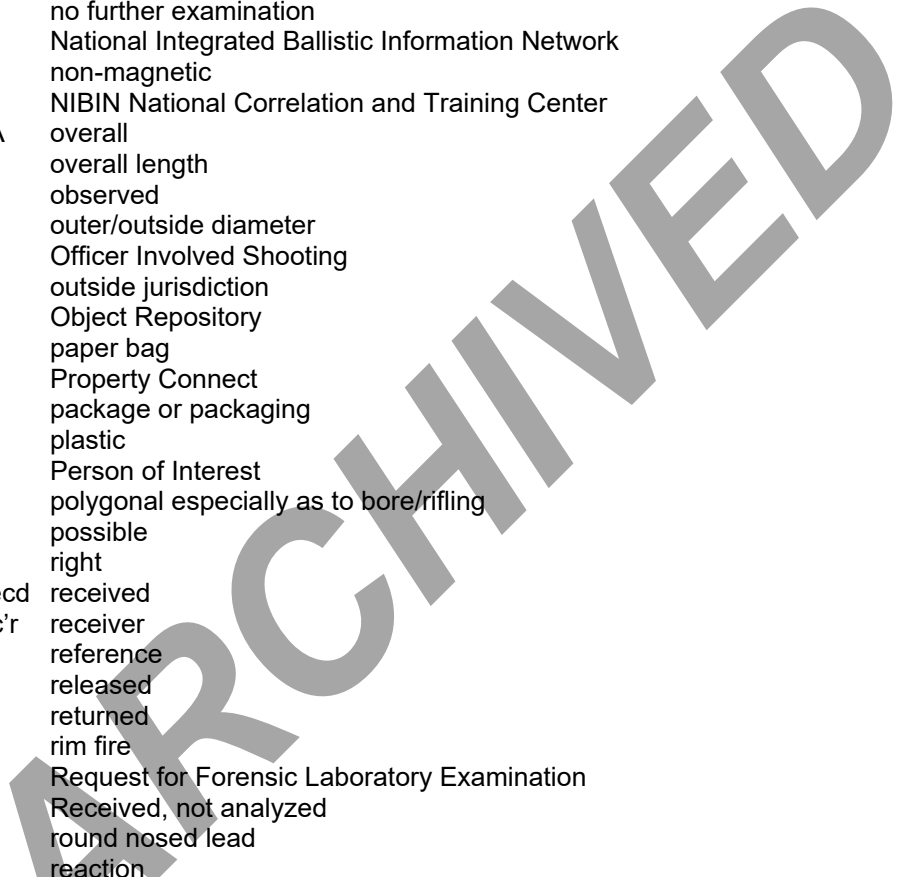 no further examination
National Integrated Ballistic Information Network
non-magnetic
NIBIN National Correlation and Training Center
A overall
overall length
observed
outer/outside diameter
Officer Involved Shooting
outside jurisdiction
Object Repository
paper bag
Property Connect
package or packaging
plastic
Person of Interest
polygonal especially as to bore/rifling
possible
right
ecd received
c’r receiver
reference
released
returned
rim fire
Request for Forensic Laboratory Examination
Received, not analyzed
round nosed lead
reaction
ARCHIVED